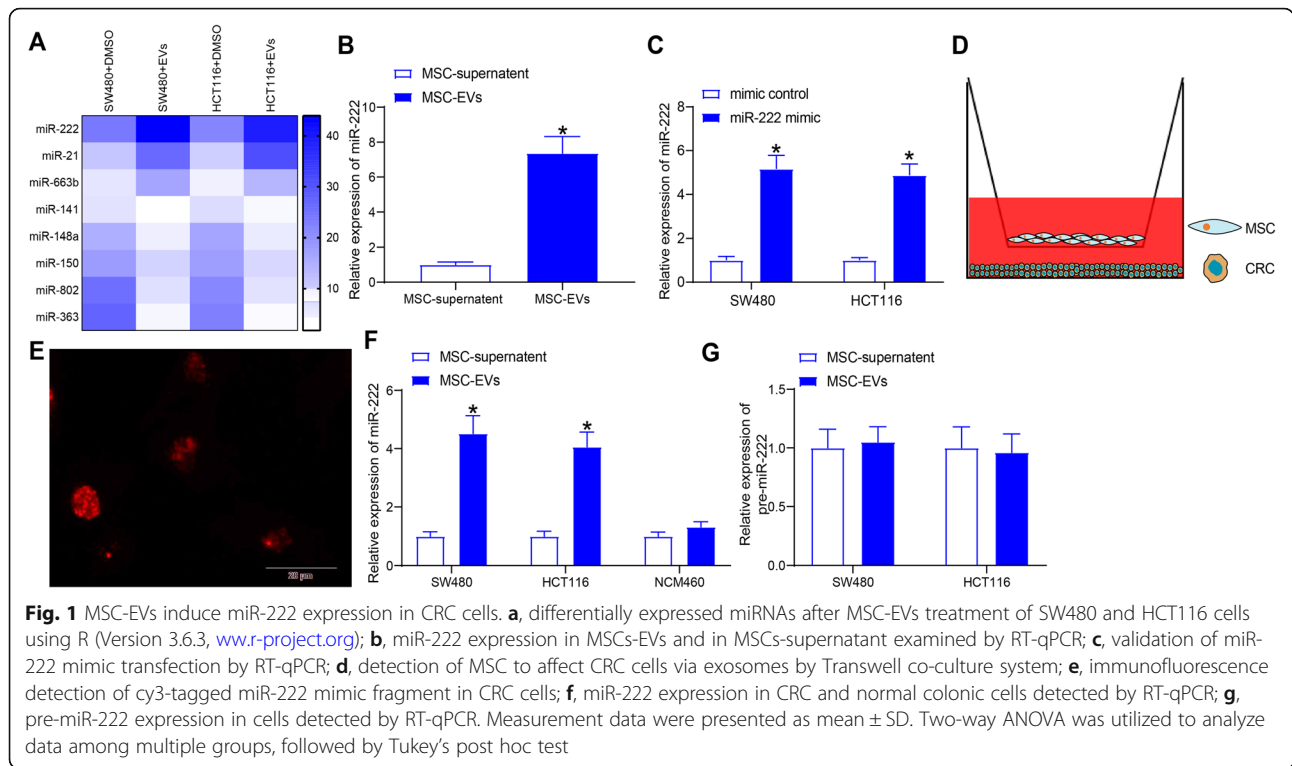 A
SW480+DMSO
SW480+EVs
HCT116+DMSO
HCT116+EVs
miR-222
miR-21
miR-663b
miR-141
miR-148a
miR-150
miR-802
miR-363
40
30
20
10
B
MSC-supernatent
MSC-EVs
Relative expression of miR-222
10
8
6
4
2
0
*
MSC-supernatent
MSC-EVs
C
mimic control
miR-222 mimic
Relative expression of miR-222
8
6
4
2
0
*
*
SW480
HCT116
D
MSC
CRC
E
20 μm
F
MSC-supernatent
MSC-EVs
Relative expression of miR-222
6
4
2
0
*
*
SW480
HCT116
NCM460
G
MSC-supernatent
MSC-EVs
Relative expression of
pre-miR-222
1.5
1.0
0.5
0.0
SW480
HCT116
Fig. 1 MSC-EVs induce miR-222 expression in CRC cells. a, differentially expressed miRNAs after MSC-EVs treatment of SW480 and HCT116 cells
using R (Version 3.6.3, ww.r-project.org); b, miR-222 expression in MSCs-EVs and in MSCs-supernatant examined by RT-qPCR; c, validation of miR-
222 mimic transfection by RT-qPCR; d, detection of MSC to affect CRC cells via exosomes by Transwell co-culture system; e, immunofluorescence
detection of cy3-tagged miR-222 mimic fragment in CRC cells; f, miR-222 expression in CRC and normal colonic cells detected by RT-qPCR; g,
pre-miR-222 expression in cells detected by RT-qPCR. Measurement data were presented as mean ± SD. Two-way ANOVA was utilized to analyze
data among multiple groups, followed by Tukey's post hoc test